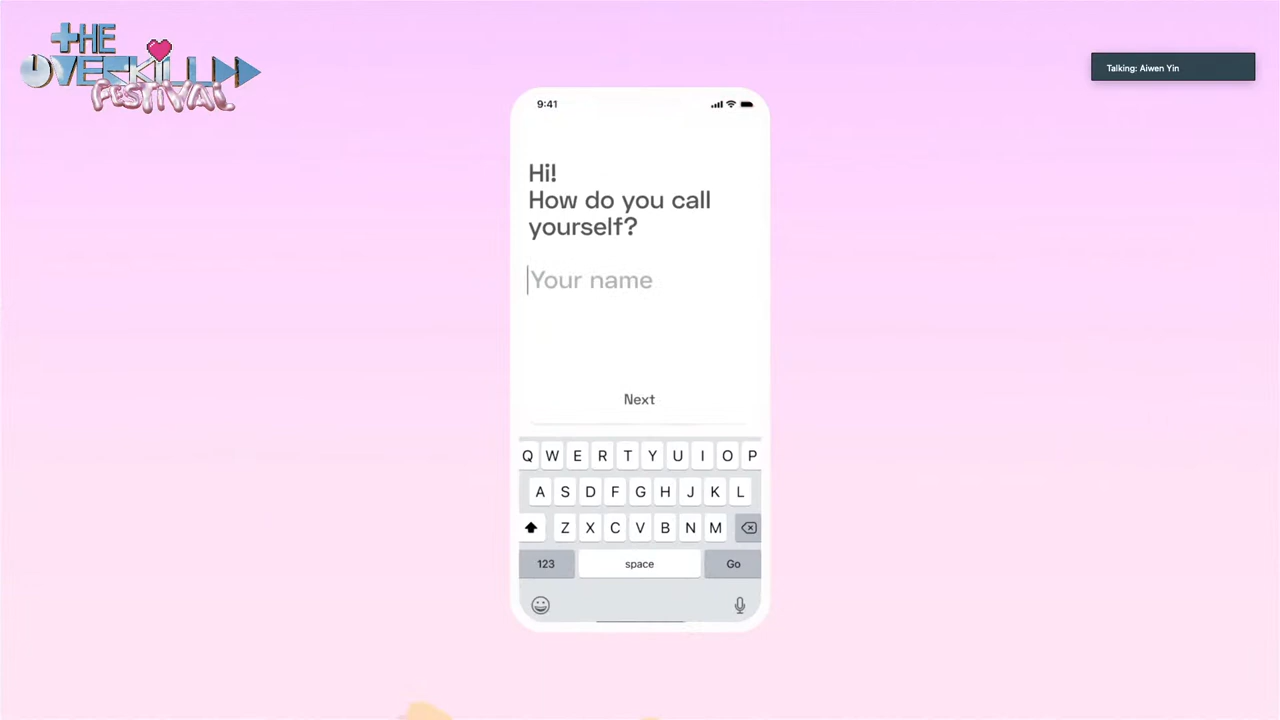 THE
OVERKILL
FESTIVAL
Talking: Aiwen Yin
9:41
Hi!
How do you call
yourself?
Your name
Next
Q W E R T Y U I O P
A S D F G H J K L
Z X C V B N M
123 space Go